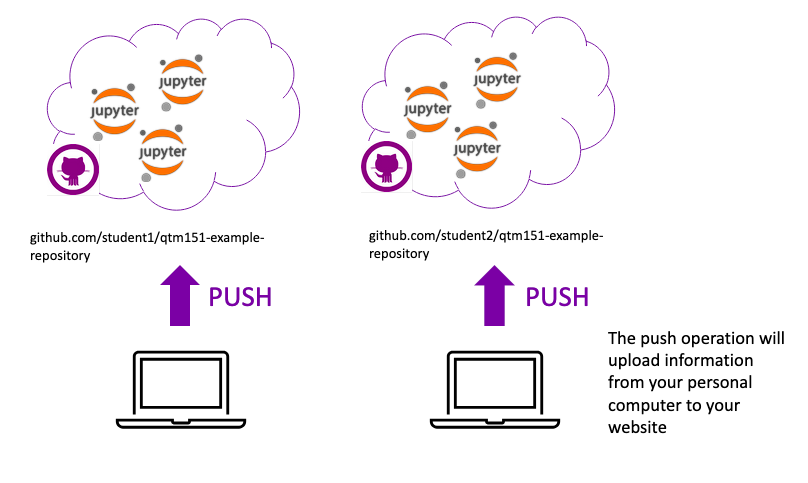 jupyter
jupyter
jupyter
jupyter
jupyter
jupyter
github.com/student1/qtm151-example-
repository
github.com/student2/qtm151-example-
repository
PUSH
PUSH
The push operation will
upload information
from your personal
computer to your
website